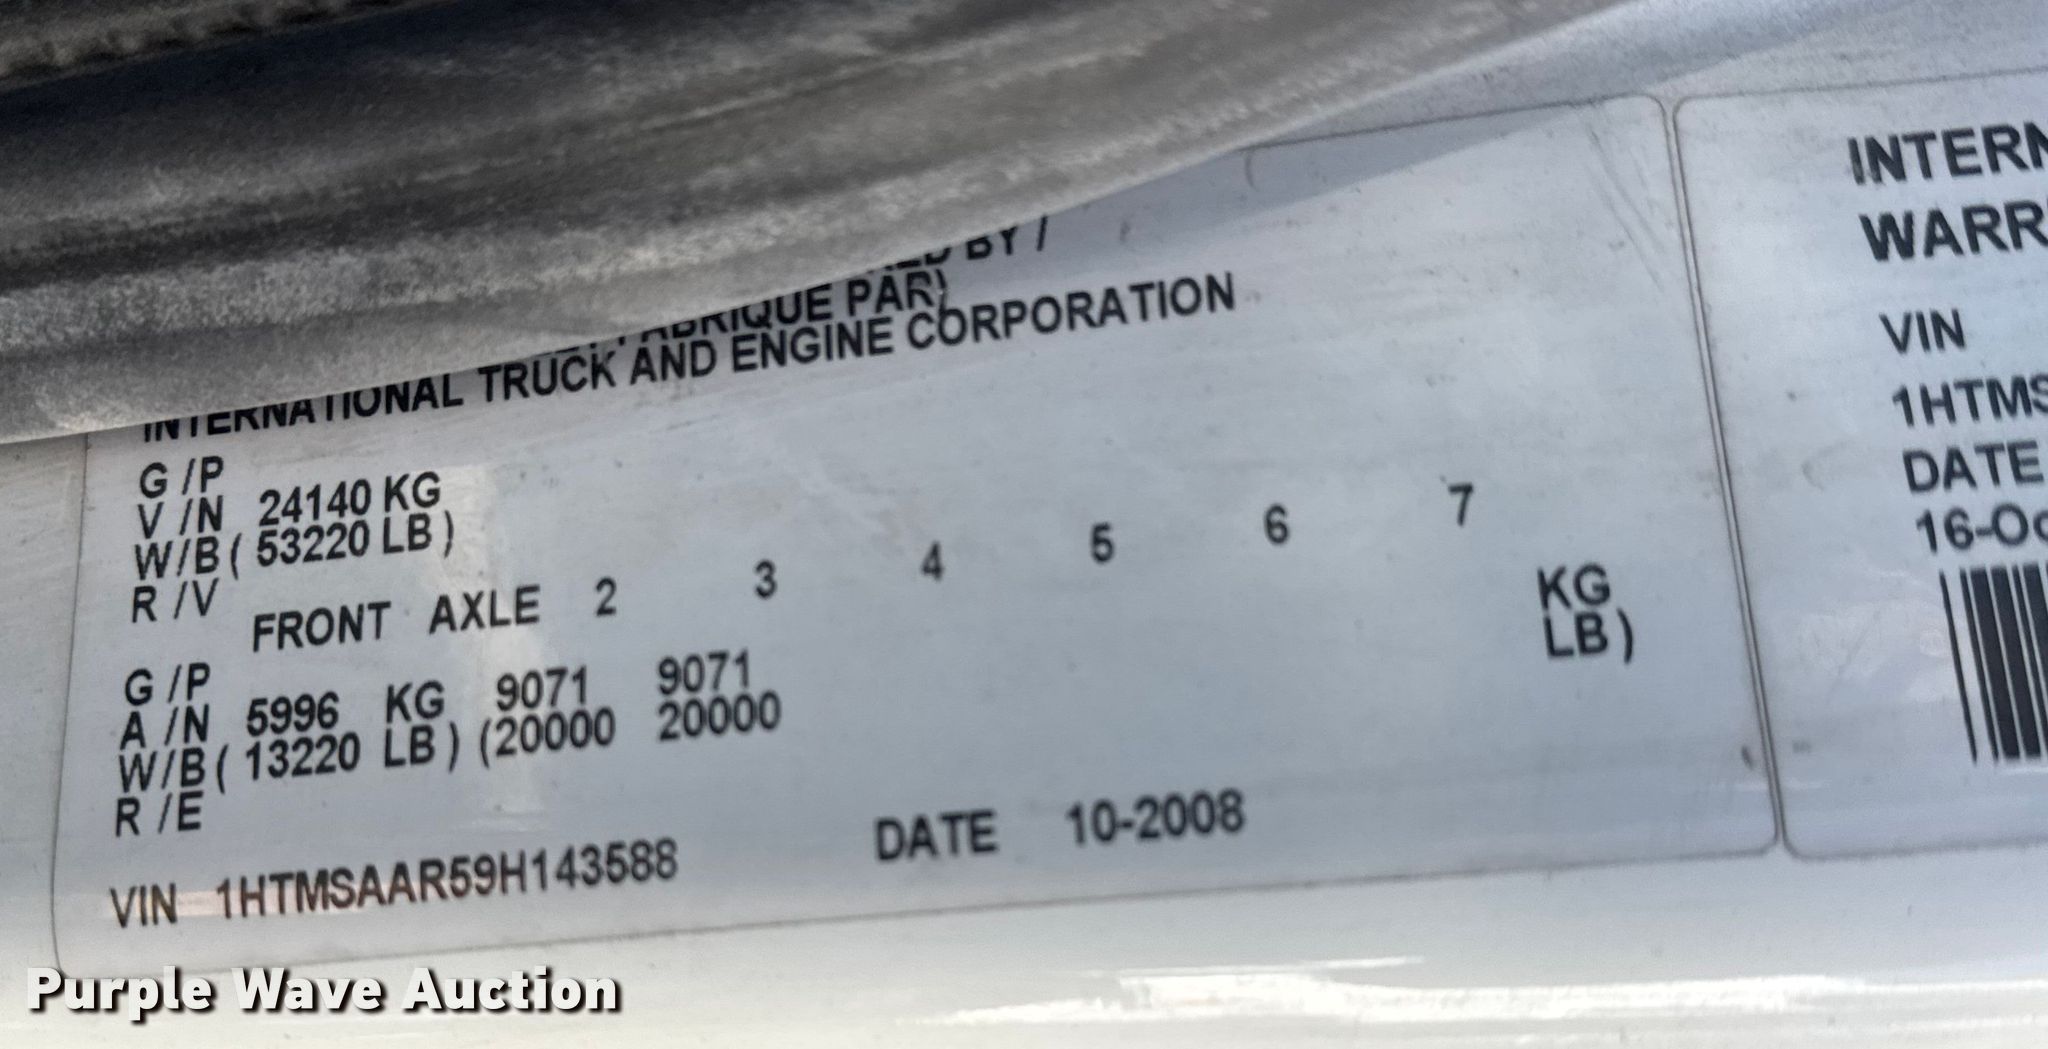 BY /
FABRIQUE PAR)
INTERNATIONAL TRUCK AND ENGINE CORPORATION
G /P
V /N 24140 KG
W/B ( 53220 LB )
R /V
FRONT AXLE 2 3 4 5 6 7
KG
LB )
G /P
A /N 5996 KG 9071 9071
W/B ( 13220 LB ) (20000 20000
R /E
VIN 1HTMSAAR59H143588 DATE 10-2008
INTERN
WARR
VIN
1HTMS
DATE
16-Oc
Purple Wave Auction